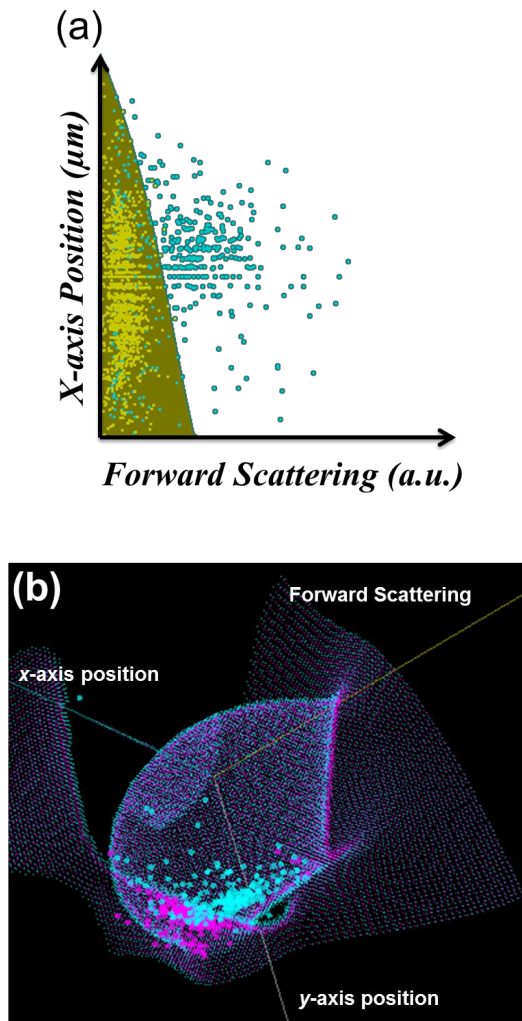 (a)
X-axis Position (μm)
Forward Scattering (a.u.)
(b)
Forward Scattering
x-axis position
y-axis position